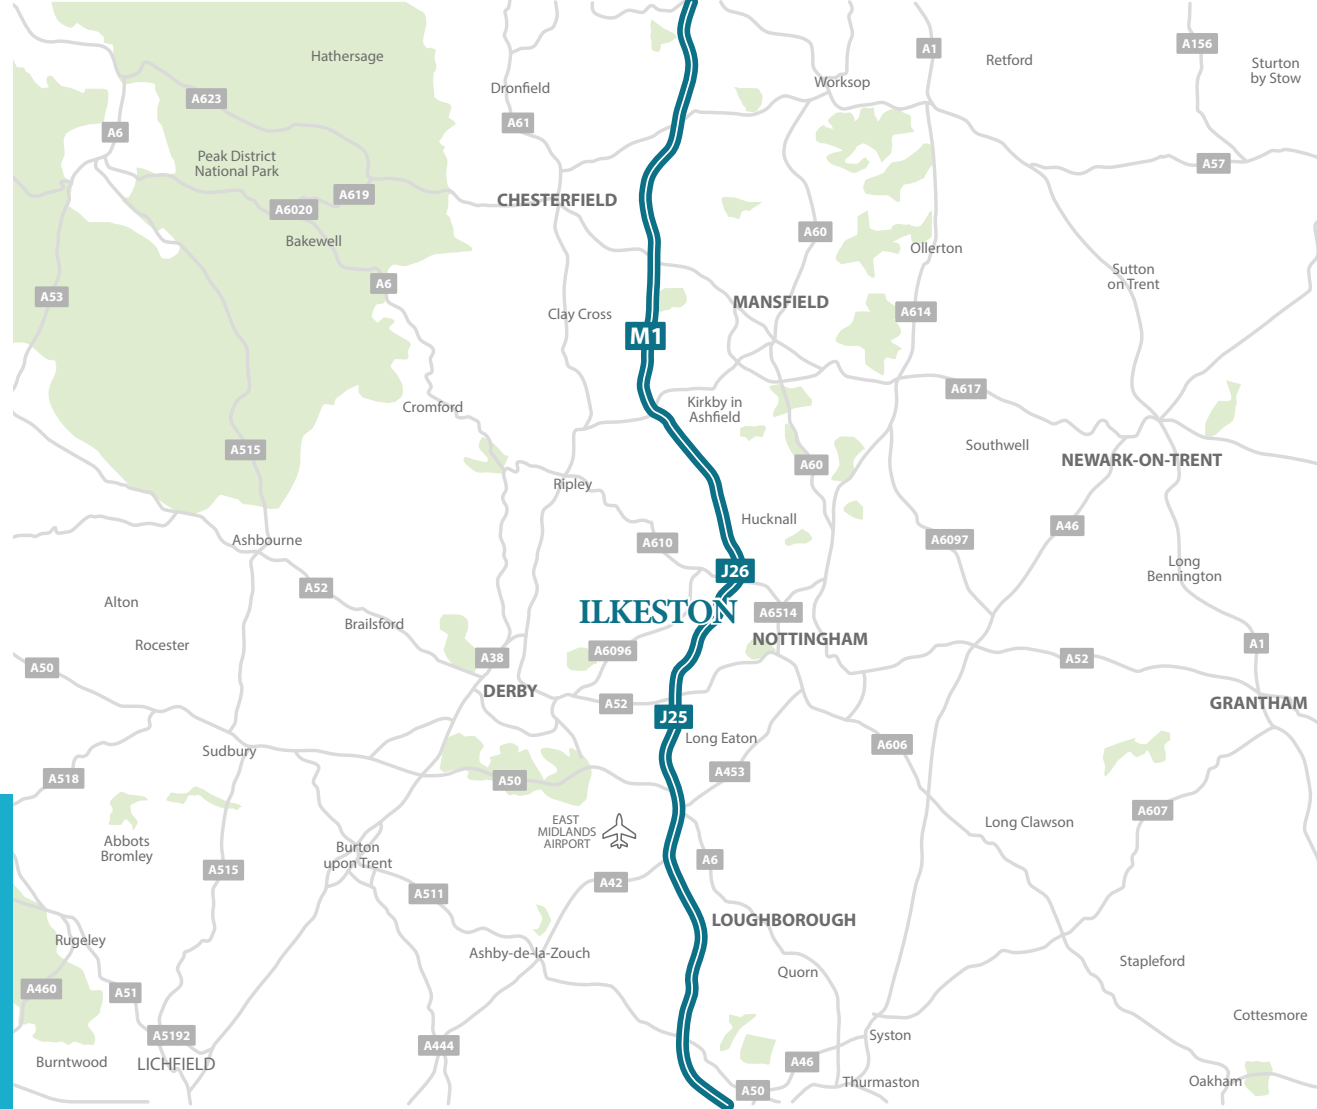 A1
A156
Hathersage
Retford
Sturton
by Stow
Dronfield
Worksop
A623
A61
A6
Peak District
National Park
A57
A619
CHESTERFIELD
A6020
A60
Bakewell
Ollerton
A6
Sutton
on Trent
A53
MANSFIELD
Clay Cross
A614
M1
A617
Cromford
Kirkby in
Ashfield
A515
Southwell
NEWARK-ON-TRENT
A60
Ripley
Hucknall
A46
Ashbourne
A610
A6097
J26
Long
Bennington
A52
Alton
ILKESTON
A6514
Brailsford
NOTTINGHAM
Rocester
A6096
A1
A38
A52
A50
DERBY
A52
GRANTHAM
J25
Long Eaton
A606
Sudbury
A453
A518
A50
A607
EAST
MIDLANDS
AIRPORT
Long Clawson
Abbots
Bromley
Burton
upon Trent
A6
A515
A42
A511
LOUGHBOROUGH
Rugeley
Ashby-de-la-Zouch
Stapleford
Quorn
A460
A51
Cottesmore
A5192
A444
Syston
Burntwood
LICHFIELD
A46
Thurmaston
Oakham
A50